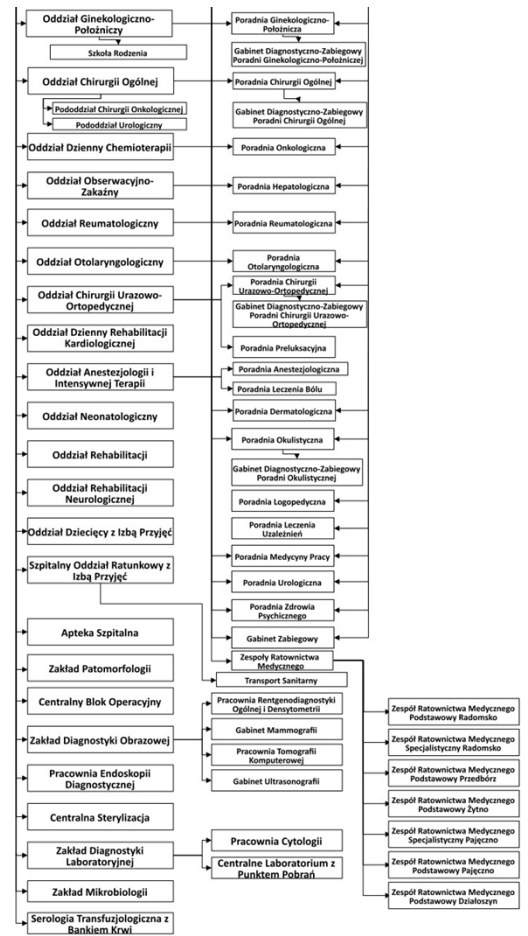 Oddział Ginekologiczno-
Położniczy
Szkoła Rodzenia
Oddział Chirurgii Ogólnej
Pododdział Chirurgii Onkologicznej
Pododdział Urologiczny
Oddział Dzienny Chemioterapii
Oddział Obserwacyjno-
Zakaźny
Oddział Reumatologiczny
Oddział Otolaryngologiczny
Oddział Chirurgii Urazowo-
Ortopedycznej
Oddział Dzienny Rehabilitacji
Kardiologicznej
Oddział Anestezjologii i
Intensywnej Terapii
Oddział Neonatologiczny
Oddział Rehabilitacji
Oddział Rehabilitacji
Neurologicznej
Oddział Dziecięcy z Izbą Przyjęć
Szpitalny Oddział Ratunkowy z
Izbą Przyjęć
Apteka Szpitalna
Zakład Patomorfologii
Centralny Blok Operacyjny
Zakład Diagnostyki Obrazowej
Pracownia Endoskopii
Diagnostycznej
Centralna Sterylizacja
Zakład Diagnostyki
Laboratoryjnej
Zakład Mikrobiologii
Serologia Transfuzjologiczna z
Bankiem Krwi
Poradnia Ginekologiczno-
Położnicza
Gabinet Diagnostyczno-Zabiegowy
Poradni Ginekologiczno-Położniczej
Poradnia Chirurgii Ogólnej
Gabinet Diagnostyczno-Zabiegowy
Poradni Chirurgii Ogólnej
Poradnia Onkologiczna
Poradnia Hepatologiczna
Poradnia Reumatologiczna
Poradnia
Otolaryngologiczna
Poradnia Chirurgii
Urazowo-Ortopedycznej
Gabinet Diagnostyczno-Zabiegowy
Poradni Chirurgii Urazowo-
Ortopedycznej
Poradnia Preluksacyjna
Poradnia Anestezjologiczna
Poradnia Leczenia Bólu
Poradnia Dermatologiczna
Poradnia Okulistyczna
Gabinet Diagnostyczno-Zabiegowy
Poradni Okulistycznej
Poradnia Logopedyczna
Poradnia Leczenia
Uzależnień
Poradnia Medycyny Pracy
Poradnia Urologiczna
Poradnia Zdrowia
Psychicznego
Gabinet Zabiegowy
Zespoły Ratownictwa
Medycznego
Transport Sanitarny
Pracownia Rentgenodiagnostyki
Ogólnej i Densytometrii
Gabinet Mammografii
Pracownia Tomografii
Komputerowej
Gabinet Ultrasonografii
Pracownia Cytologii
Centralne Laboratorium z
Punktem Pobrań
Zespół Ratownictwa Medycznego
Podstawowy Radomsko
Zespół Ratownictwa Medycznego
Specjalistyczny Radomsko
Zespół Ratownictwa Medycznego
Podstawowy Przedbórz
Zespół Ratownictwa Medycznego
Podstawowy Żytno
Zespół Ratownictwa Medycznego
Specjalistyczny Pajęczno
Zespół Ratownictwa Medycznego
Podstawowy Pajęczno
Zespół Ratownictwa Medycznego
Podstawowy Działoszyn